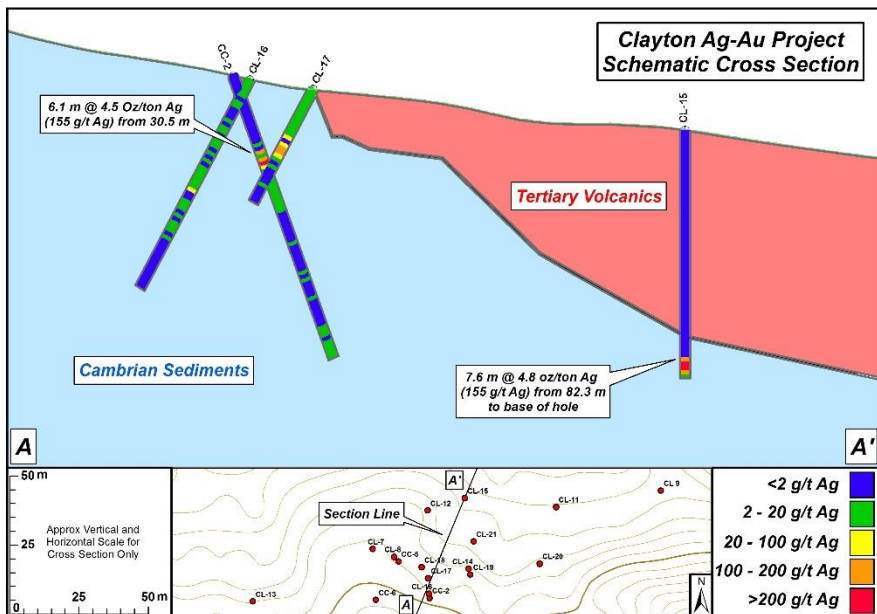 Clayton Ag-Au Project
Schematic Cross Section
CC-2
CL-16
CL-17
CL-15
6.1 m @ 4.5 Oz/ton Ag
(155 g/t Ag) from 30.5 m
Tertiary Volcanics
Cambrian Sediments
7.6 m @ 4.8 oz/ton Ag
(155 g/t Ag) from 82.3 m
to base of hole
A
A'
50 m
25
0
25
50 m
Approx Vertical and
Horizontal Scale for
Cross Section Only
A'
CL-15
CL 9
CL-12
CL-11
Section Line
CL-7
CL-8
CC-5
CL-21
CL-18
CL-17
CL-14
CL-19
CL-20
CL-16
CC-2
CL-13
CC-6
A
N
<2 g/t Ag
2 - 20 g/t Ag
20 - 100 g/t Ag
100 - 200 g/t Ag
>200 g/t Ag